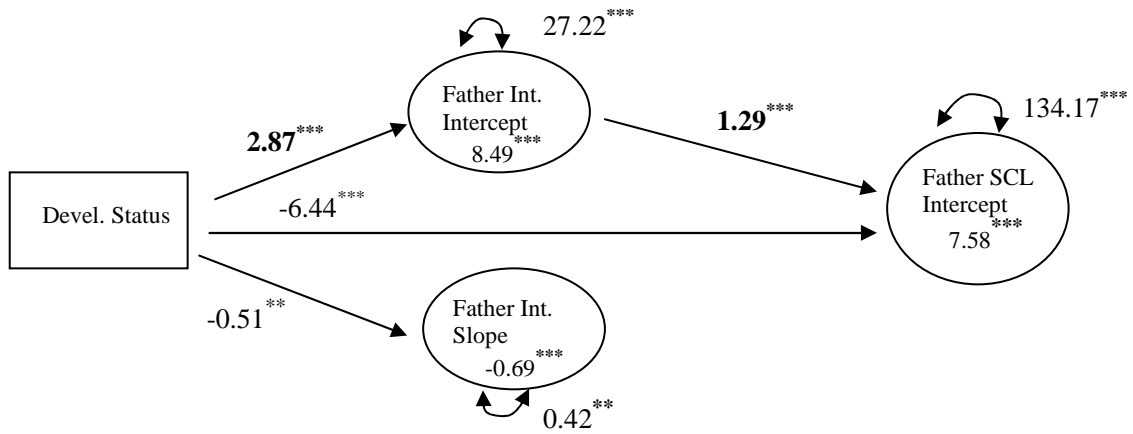 27.22***
Father Int.
Intercept
8.49***
2.87***
1.29***
134.17***
Father SCL
Intercept
7.58***
Devel. Status
-6.44***
-0.51**
Father Int.
Slope
-0.69***
0.42**